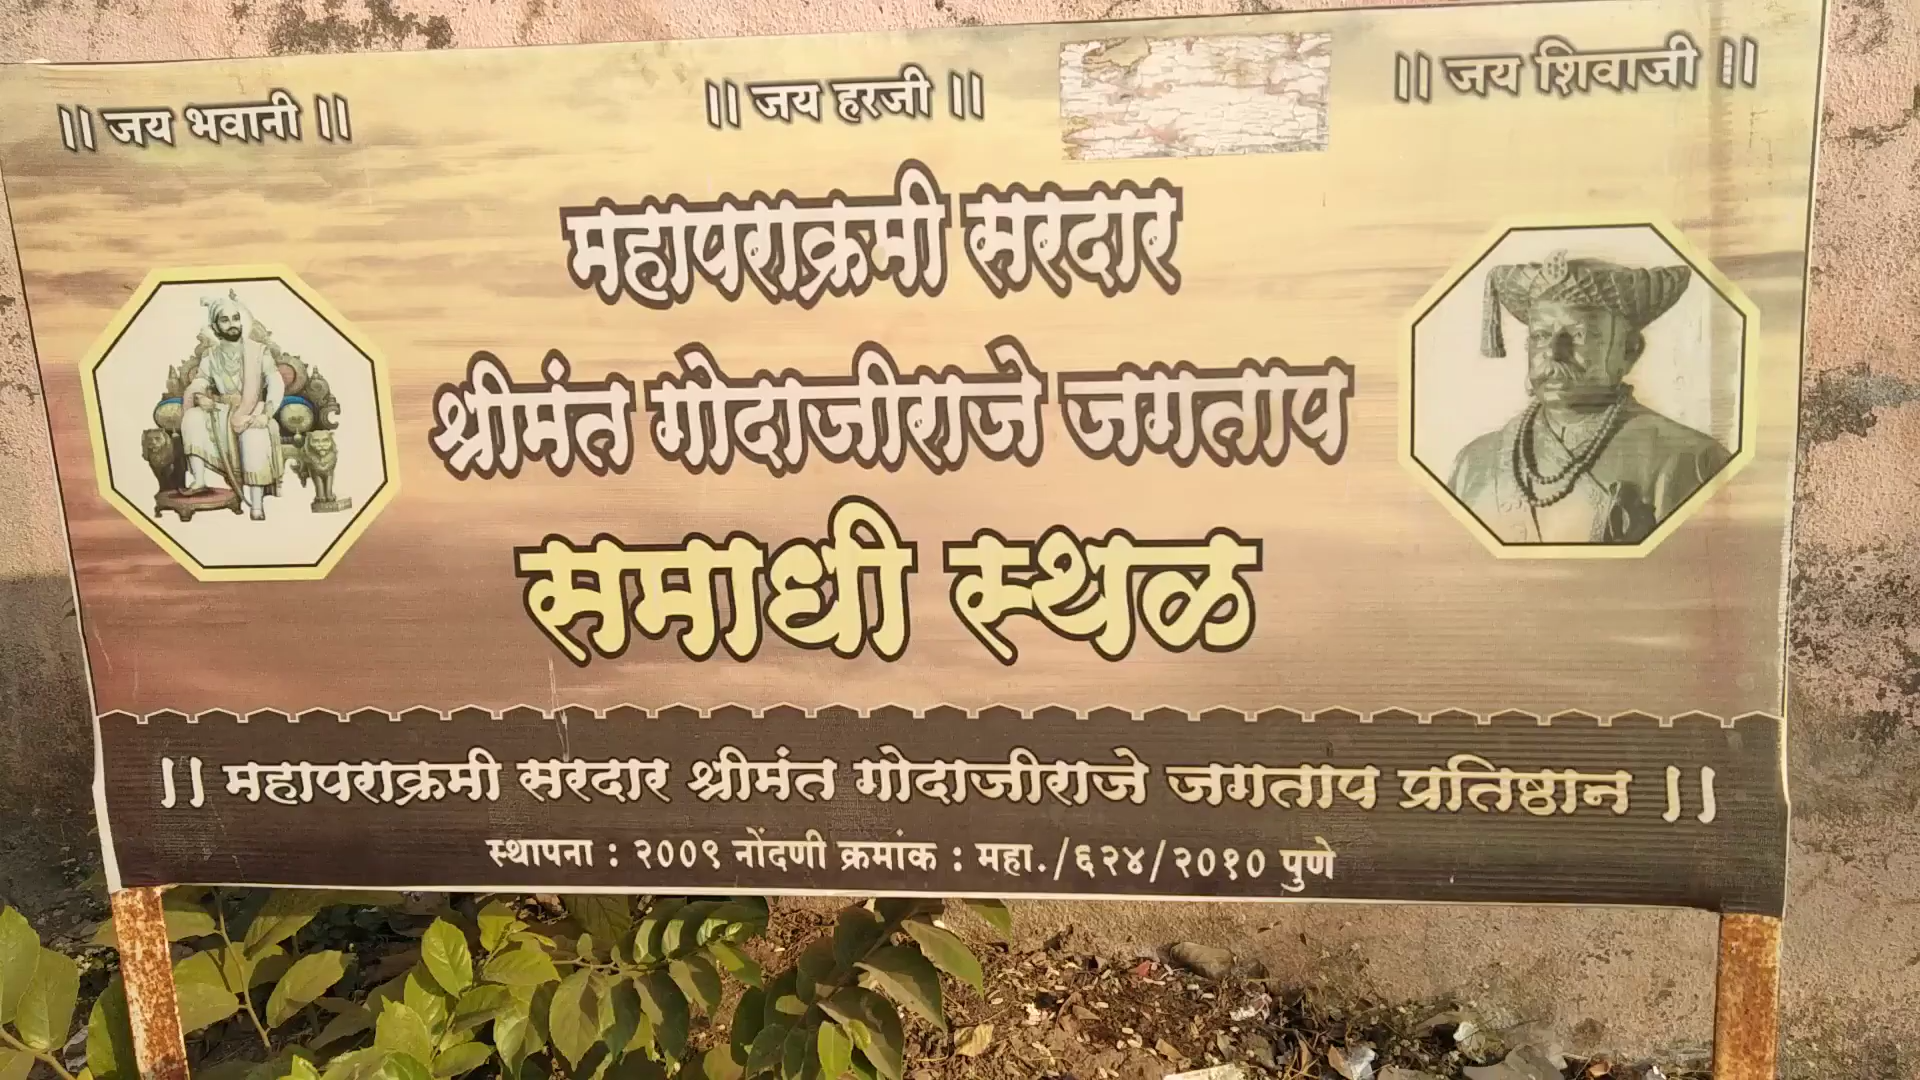 || जय भवानी ||
|| जय हरजी ||
|| जय शिवाजी ||
महापराक्रमी सरदार
श्रीमंत गोदाजीराजे जगताप
समाधी स्थळ
|| महापराक्रमी सरदार श्रीमंत गोदाजीराजे जगताप प्रतिष्ठान ||
स्थापना : २००९ नोंदणी क्रमांक : महा./६२४/२०१० पुणे